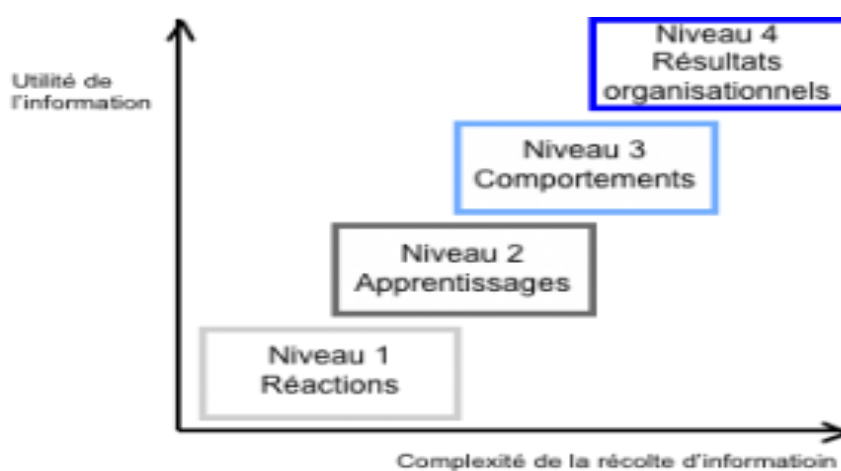 Niveau 4
Résultats
organisationnels
Utilité de
l'information
Niveau 3
Comportements
Niveau 2
Apprentissages
Niveau 1
Réactions
Complexité de la récolte d'informatioin